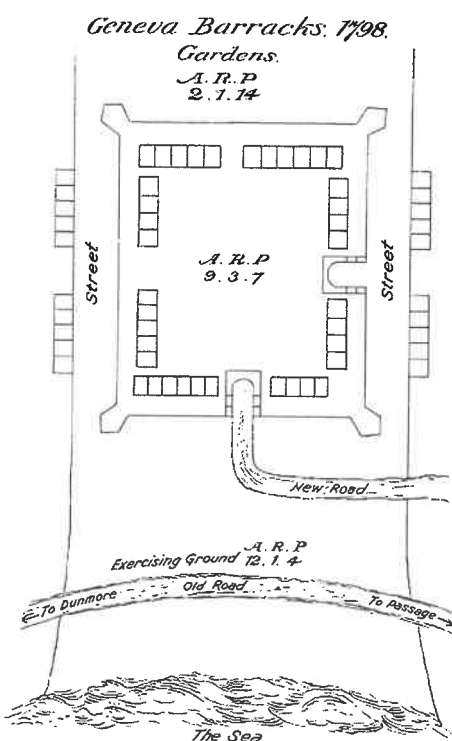 Geneva Barracks. 1798.
Gardens.
A.R.P
2.1.14
Street
A.R.P
9.3.7
Street
New Road
Exercising Ground
A.R.P
12.1.4
To Dunmore
Old Road
To Passage
The Sea